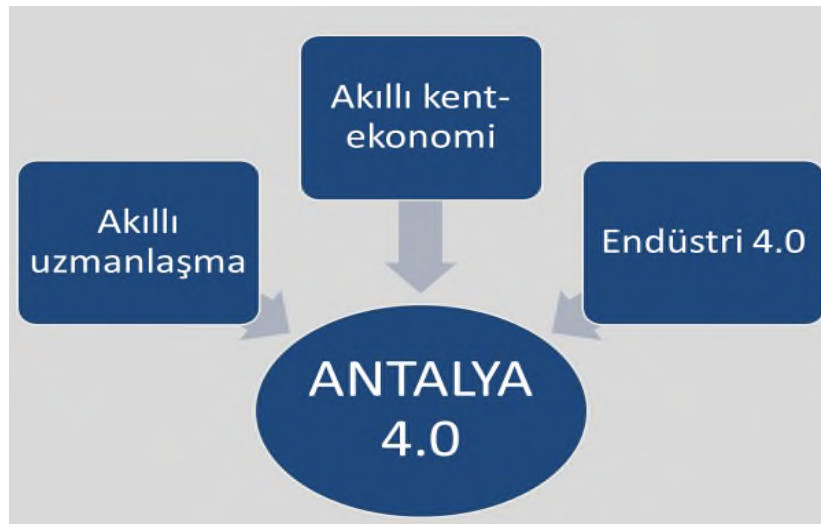 Akıllı kent-
ekonomi
Akıllı
uzmanlaşma
Endüstri 4.0
ANTALYA
4.0